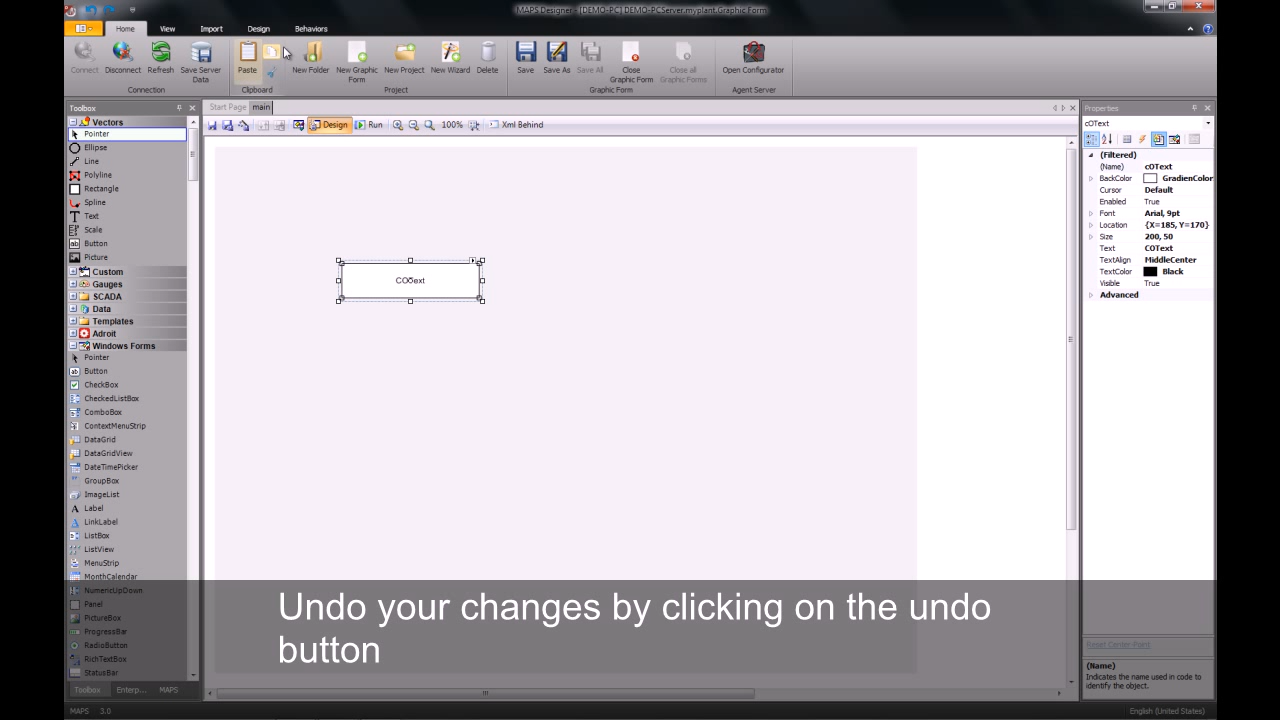 MAPS Designer - [DEMO-PC] DEMO-PCServer.myplant.Graphic Form
Home View Import Design Behaviors
Connect Disconnect Refresh Save Server Data
Paste
New Folder New Graphic Form New Project New Wizard Delete
Save Save As Save All Close Graphic Form Close all Graphic Forms
Open Configurator
Connection Clipboard Project Graphic Form Agent Server
Toolbox
Vectors
Pointer
Ellipse
Line
Polyline
Rectangle
Spline
Text
Scale
Button
Picture
Custom
Gauges
SCADA
Data
Templates
Adroit
Windows Forms
Pointer
Button
CheckBox
CheckedListBox
ComboBox
ContextMenuStrip
DataGrid
DataGridView
DateTimePicker
GroupBox
ImageList
Label
LinkLabel
ListBox
ListView
MenuStrip
MonthCalendar
NumericUpDown
Panel
PictureBox
ProgressBar
RadioButton
RichTextBox
StatusBar
Toolbox Enterp... MAPS
Start Page main
Design Run 100% Xml Behind
COText
Properties
cOText
(Filtered)
(Name) cOText
BackColor GradienColor
Cursor Default
Enabled True
Font Arial, 9pt
Location {X=185, Y=170}
Size 200, 50
Text COText
TextAlign MiddleCenter
TextColor Black
Visible True
Advanced
Reset Center Point
(Name)
Indicates the name used in code to
identify the object.
Undo your changes by clicking on the undo
button
MAPS 3.0 English (United States)